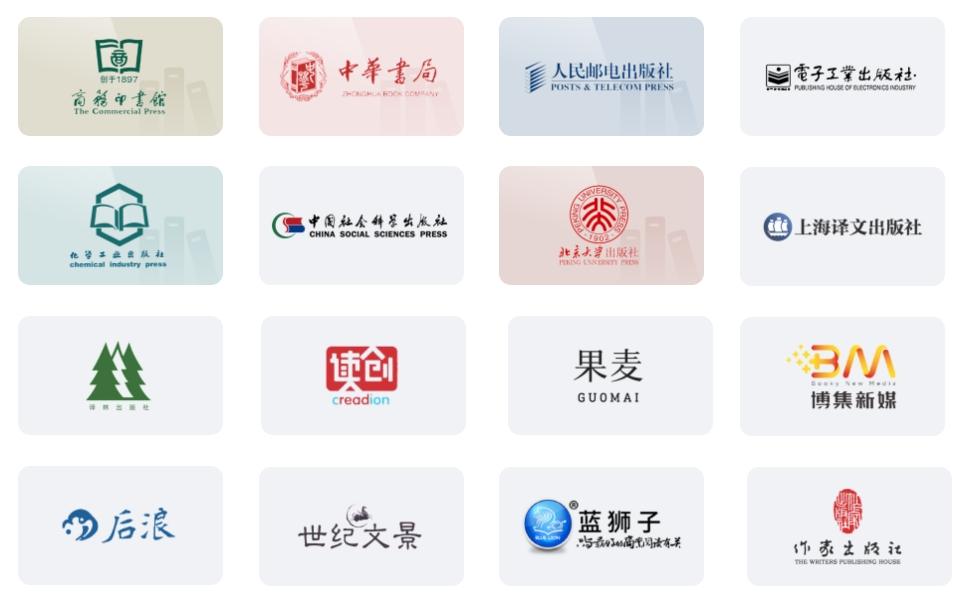 创于1897
商務印書館
The Commercial Press
中華書局
ZHONGHUA BOOK COMPANY
人民邮电出版社
POSTS & TELECOM PRESS
電子工業出版社
PUBLISHING HOUSE OF ELECTRONICS INDUSTRY
化学工业出版社
chemical industry press
中国社会科学出版社
CHINA SOCIAL SCIENCES PRESS
PEKING UNIVERSITY PRESS
1902
北京大学出版社
PEKING UNIVERSITY PRESS
上海译文出版社
译林出版社
读创
creadion
果麦
GUOMAI
BM
Booky New Media
博集新媒
后浪
世纪文景
BLUE LION
®
蓝狮子
与最好的商业阅读有关
作家出版社
THE WRITERS PUBLISHING HOUSE